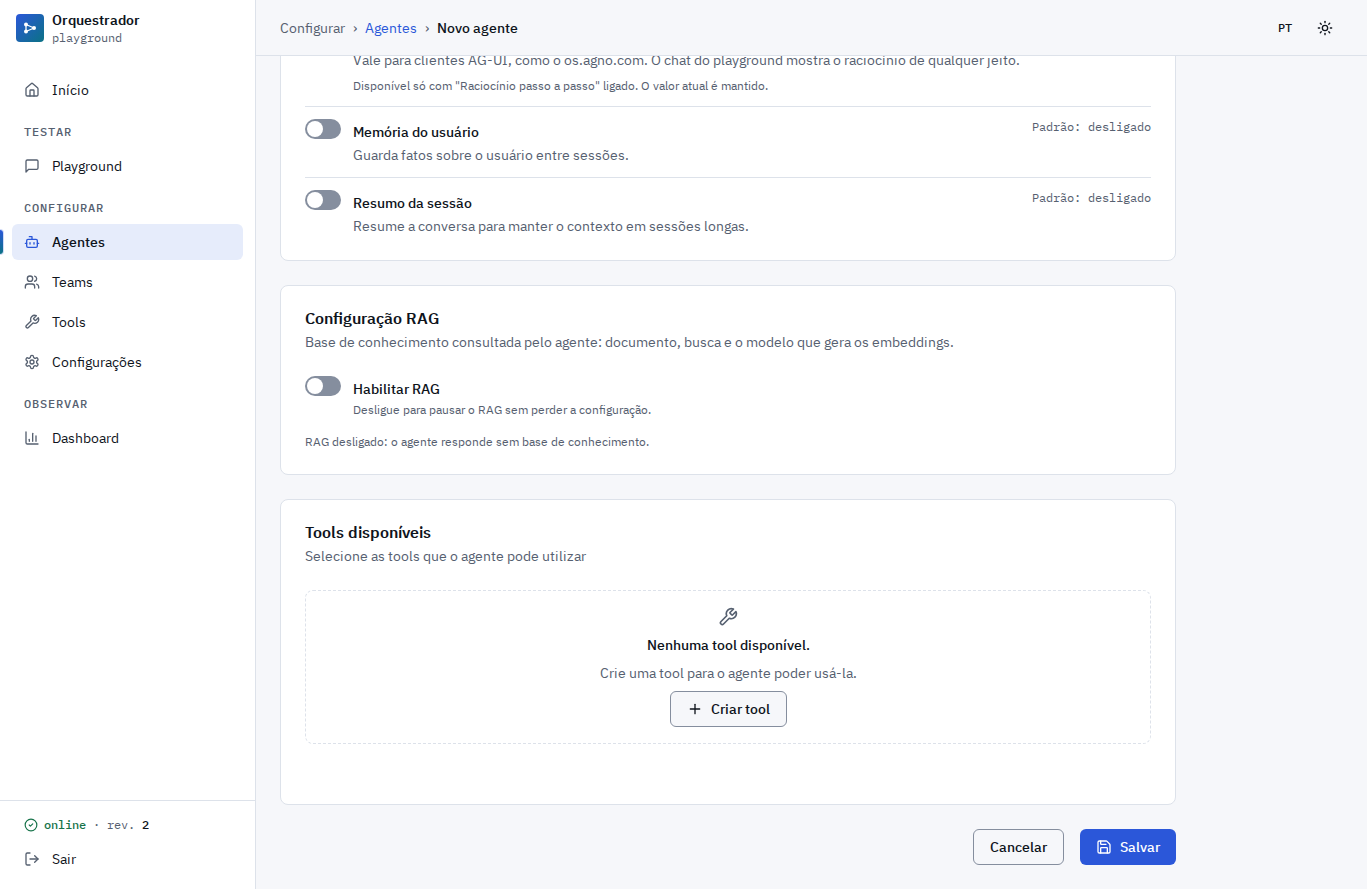 Orquestrador
playground
Início
TESTAR
Playground
CONFIGURAR
Agentes
Teams
Tools
Configurações
OBSERVAR
Dashboard
online · rev. 2
Sair
Configurar › Agentes › Novo agente
PT
Vale para clientes AG-UI, como o os.agno.com. O chat do playground mostra o raciocínio de qualquer jeito.
Disponível só com "Raciocínio passo a passo" ligado. O valor atual é mantido.
Memória do usuário
Padrão: desligado
Guarda fatos sobre o usuário entre sessões.
Resumo da sessão
Padrão: desligado
Resume a conversa para manter o contexto em sessões longas.
Configuração RAG
Base de conhecimento consultada pelo agente: documento, busca e o modelo que gera os embeddings.
Habilitar RAG
Desligue para pausar o RAG sem perder a configuração.
RAG desligado: o agente responde sem base de conhecimento.
Tools disponíveis
Selecione as tools que o agente pode utilizar
Nenhuma tool disponível.
Crie uma tool para o agente poder usá-la.
Criar tool
Cancelar
Salvar